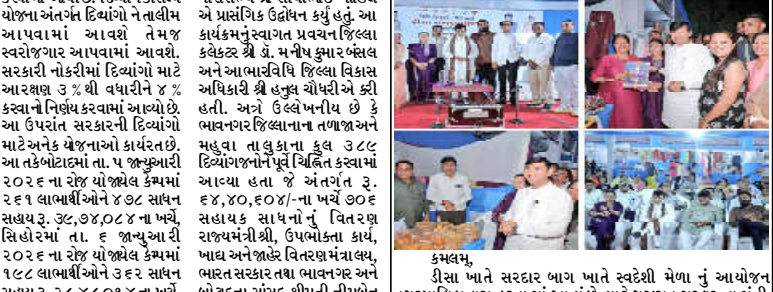 યોજના અંતર્ગત દિવ્યાંગો ને તાલીમ
આપવામાં આવશે તેમજ
સ્વરોજગાર આપવામાં આવશે.
સરકારી નોકરીમાં દિવ્યાંગો માટે
આરક્ષણ ૩ % થી વધારીને ૪ %
કરવાનો નિર્ણય કરવામાં આવ્યો છે.
આ ઉપરાંત સરકારની દિવ્યાંગો
માટે અનેક યોજનાઓ કાર્યરત છે.
આ તકે બોટાદમાં તા. ૫ જાન્યુઆરી
૨૦૨૬ ના રોજ યોજાયેલ કેમ્પમાં
૨૬૧ લાભાર્થીઓને ૪૭૮ સાધન
સહાય રૂ. ૩૯,૭૪,૦૮૪ ના ખર્ચે,
સિહોરમાં તા. ૬ જાન્યુઆરી
૨૦૨૬ ના રોજ યોજાયેલ કેમ્પમાં
૧૯૮ લાભાર્થીઓને ૩૬૨ સાધન
એ પ્રાસંગિક ઉદ્બોધન કર્યું હતું. આ
કાર્યક્રમનું સ્વાગત પ્રવચન જિલ્લા
કલેકટર શ્રી ડૉ. મનીષ કુમાર બંસલ
અને આભારવિધિ જિલ્લા વિકાસ
અધિકારી શ્રી હનુલ ચૌધરીએ કરી
હતી. અત્રે ઉલ્લેખનીય છે કે
ભાવનગર જિલ્લાના તળાજા અને
મહુવા તાલુકાના કુલ ૩૮૯
દિવ્યાંગજનોને પૂર્વે ચિહ્નિત કરવામાં
આવ્યા હતા જે અંતર્ગત રૂ.
૬૪,૪૦,૬૦૪/-ના ખર્ચે ૭૦૬
સહાયક સાધનોનું વિતરણ
રાજ્યમંત્રીશ્રી, ઉપભોક્તા કાર્ય,
ખાદ્ય અને જાહેર વિતરણ મંત્રાલય,
ભારત સરકાર તથા ભાવનગર અને
કમલમ્,
ડીસા ખાતે સરદાર બાગ ખાતે સ્વદેશી મેળા નું આયોજન